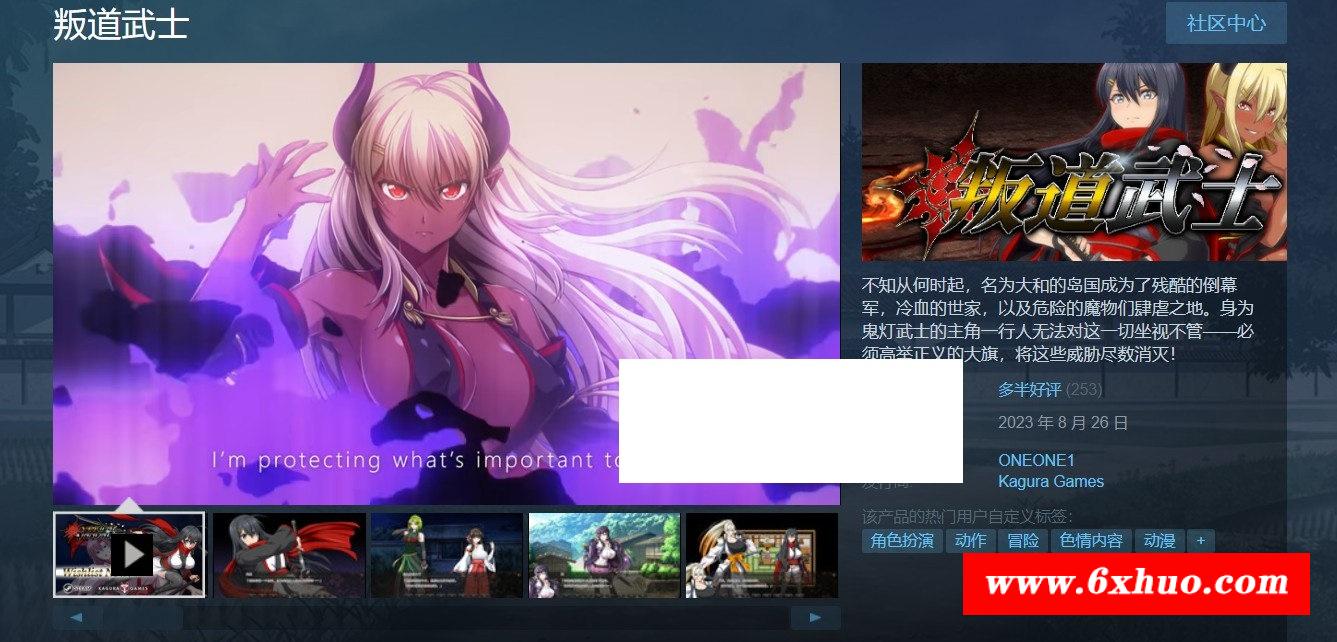 叛道武士
社区中心
叛道武士
不知从何时起，名为大和的岛国成为了残酷的倒幕
军，冷血的世家，以及危险的魔物们肆虐之地。身为
鬼灯武士的主角一行人无法对这一切坐视不管——必
须高举正义的大旗，将这些威胁尽数消灭！
多半好评 (253)
2023 年 8 月 26 日
I'm protecting what's important
ONEONE1
Kagura Games
该产品的热门用户自定义标签：
角色扮演 动作 冒险 色情内容 动漫 +
KAGURA GAMES
www.6xhuo.com